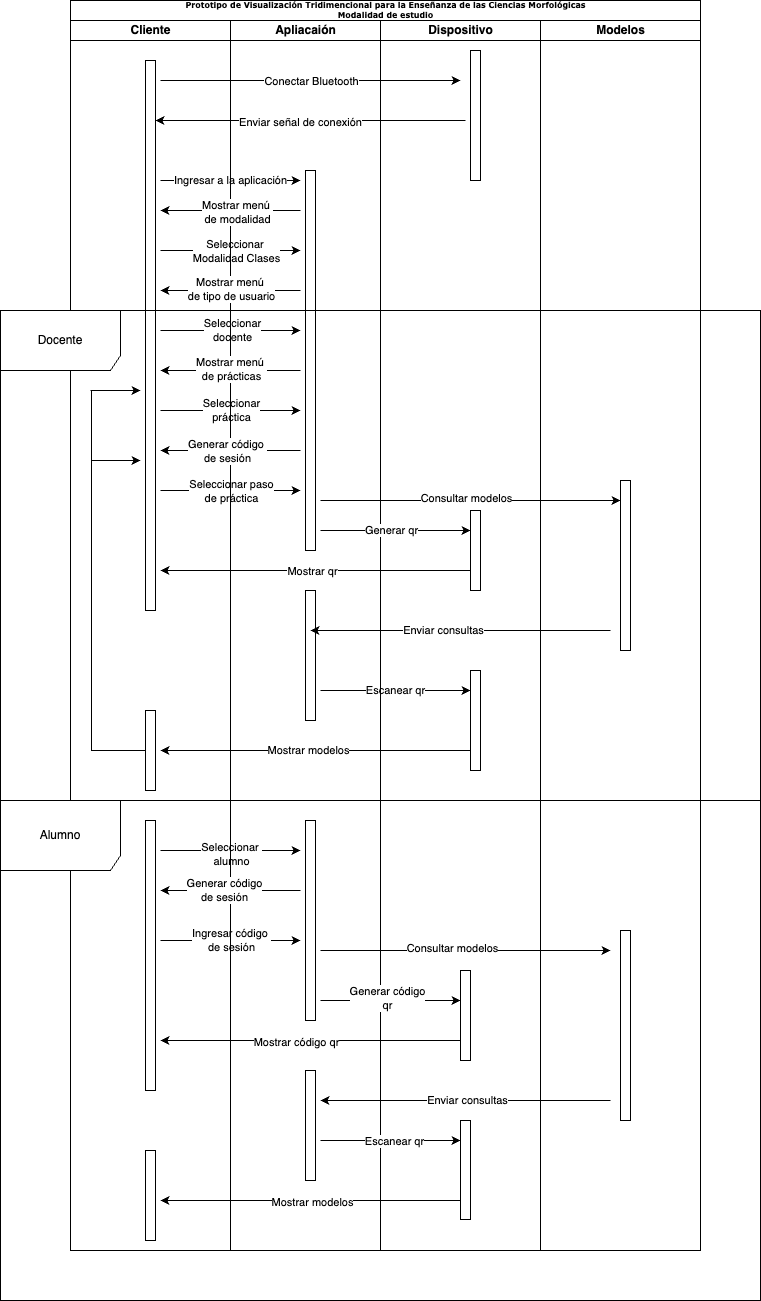 Prototipo de Visualización Tridimencional para la Enseñanza de las Ciencias Morfológicas
Modalidad de estudio
Cliente
Apliacaión
Dispositvo
Modelos
Conectar Bluetooth
Enviar señal de conexión
Ingresar a la aplicación
Mostrar menú
de modalidad
Seleccionar
Modalidad Clases
Mostrar menú
de tipo de usuario
Docente
Seleccionar
docente
Mostrar menú
de prácticas
Seleccionar
práctica
Generar código
de sesión
Seleccionar paso
de práctica
Consultar modelos
Generar qr
Mostrar qr
Enviar consultas
Escanear qr
Mostrar modelos
Alumno
Seleccionar
alumno
Generar código
de sesión
Ingresar código
de sesión
Consultar modelos
Generar código
qr
Mostrar código qr
Enviar consultas
Escanear qr
Mostrar modelos